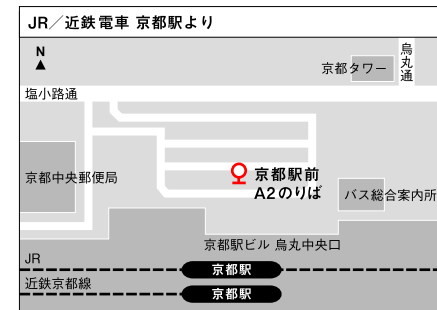 JR／近鉄電車 京都駅より
N
京都タワー
烏丸通
塩小路通
京都中央郵便局
京都駅前
A2のりば
バス総合案内所
京都駅ビル 烏丸中央口
JR
京都駅
近鉄京都線
京都駅